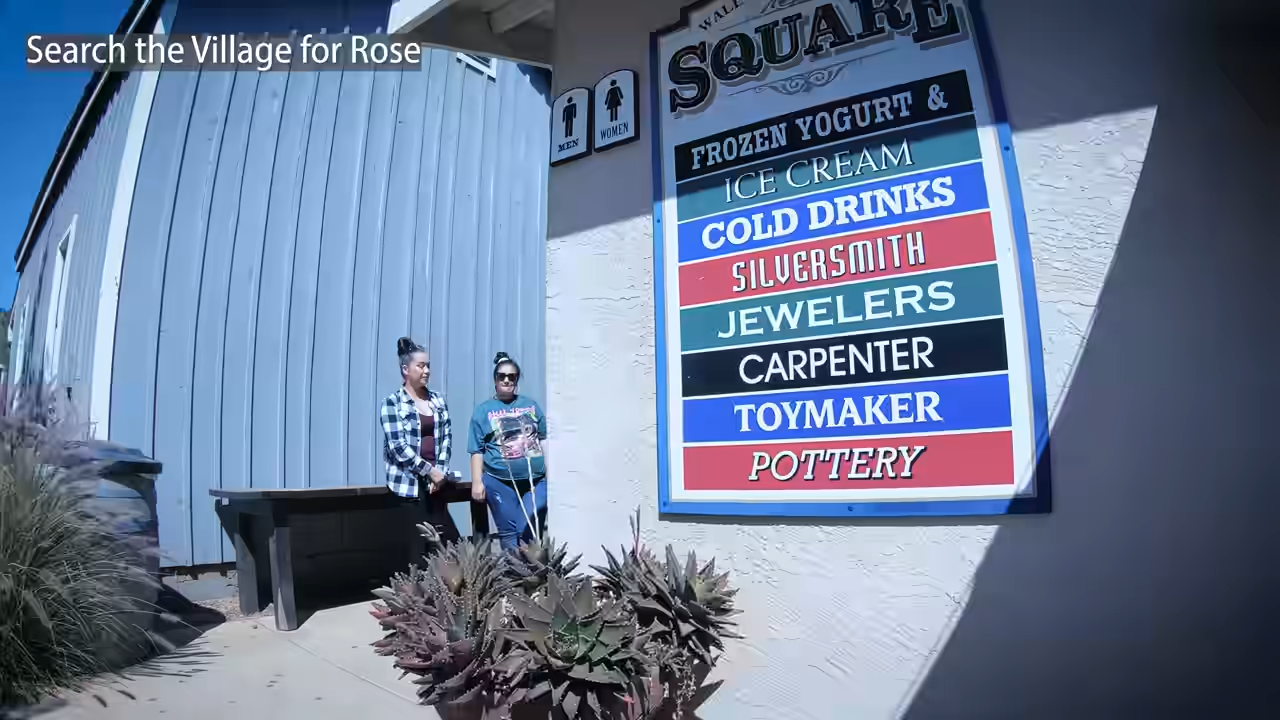 Search the Village for Rose
SQUARE
MEN
WOMEN
FROZEN YOGURT &
ICE CREAM
COLD DRINKS
SILVERSMITH
JEWELERS
CARPENTER
TOYMAKER
POTTERY